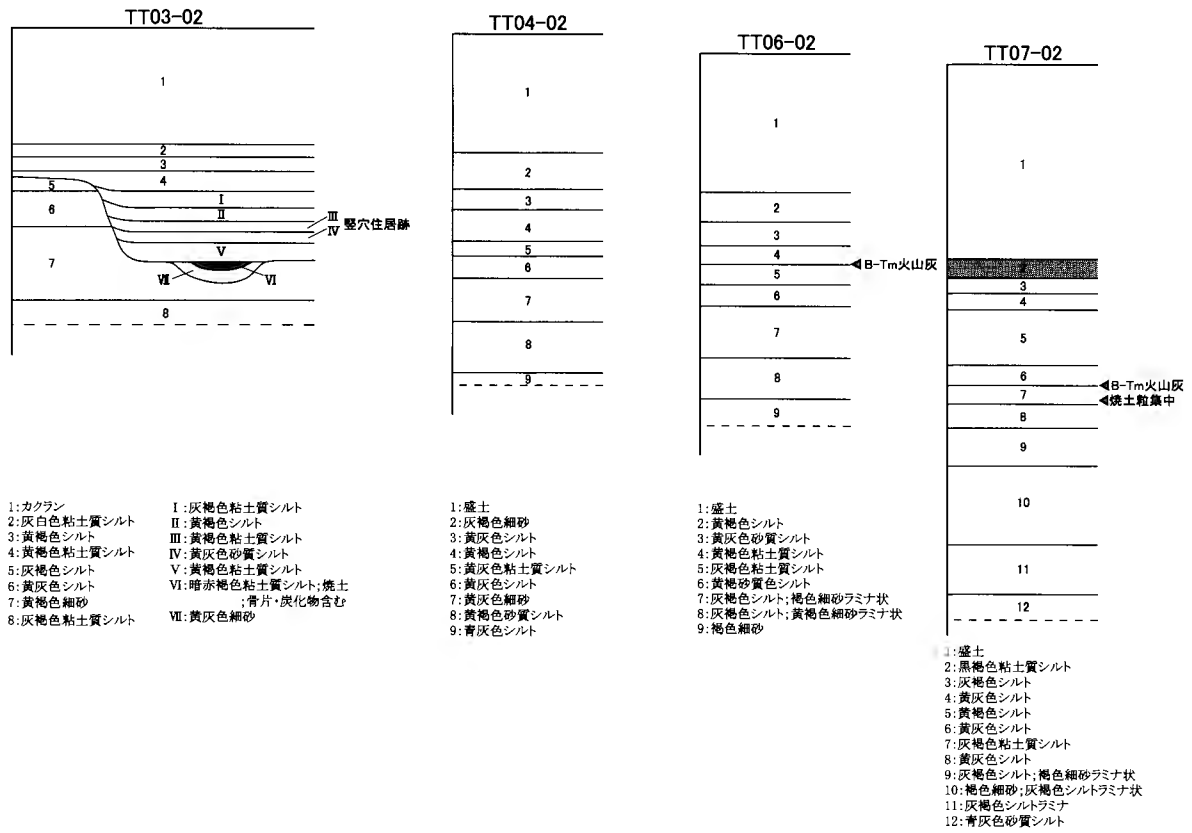 TT03-02
1
2
3
4
5
6
7
8
I
II
III
IV
竪穴住居跡
V
VII
VI
TT04-02
1
2
3
4
5
6
7
8
9
TT06-02
1
2
3
4
◀B-Tm火山灰
5
6
7
8
9
TT07-02
1
3
4
5
6
◀B-Tm火山灰
7
◀焼土粒集中
8
9
10
11
12
1:カクラン
2:灰白色粘土質シルト
3:黄褐色シルト
4:黄褐色粘土質シルト
5:灰褐色シルト
6:黄灰色シルト
7:黄褐色細砂
8:灰褐色粘土質シルト
I:灰褐色粘土質シルト
II:黄褐色シルト
III:黄褐色粘土質シルト
IV:黄灰色砂質シルト
V:黄褐色粘土質シルト
VI:暗赤褐色粘土質シルト;焼土
;骨片・炭化物含む
VII:黄灰色細砂
1:盛土
2:灰褐色細砂
3:黄灰色シルト
4:黄褐色シルト
5:黄灰色粘土質シルト
6:黄灰色シルト
7:黄灰色細砂
8:黄褐色砂質シルト
9:青灰色シルト
1:盛土
2:黄褐色シルト
3:黄灰色砂質シルト
4:黄褐色粘土質シルト
5:灰褐色粘土質シルト
6:黄褐砂質色シルト
7:灰褐色シルト;褐色細砂ラミナ状
8:灰褐色シルト;黄褐色細砂ラミナ状
9:褐色細砂
1:盛土
2:黒褐色粘土質シルト
3:灰褐色シルト
4:黄灰色シルト
5:黄褐色シルト
6:黄灰色シルト
7:灰褐色粘土質シルト
8:黄灰色シルト
9:灰褐色シルト;褐色細砂ラミナ状
10:褐色細砂;灰褐色シルトラミナ状
11:灰褐色シルトラミナ
12:青灰色砂質シルト